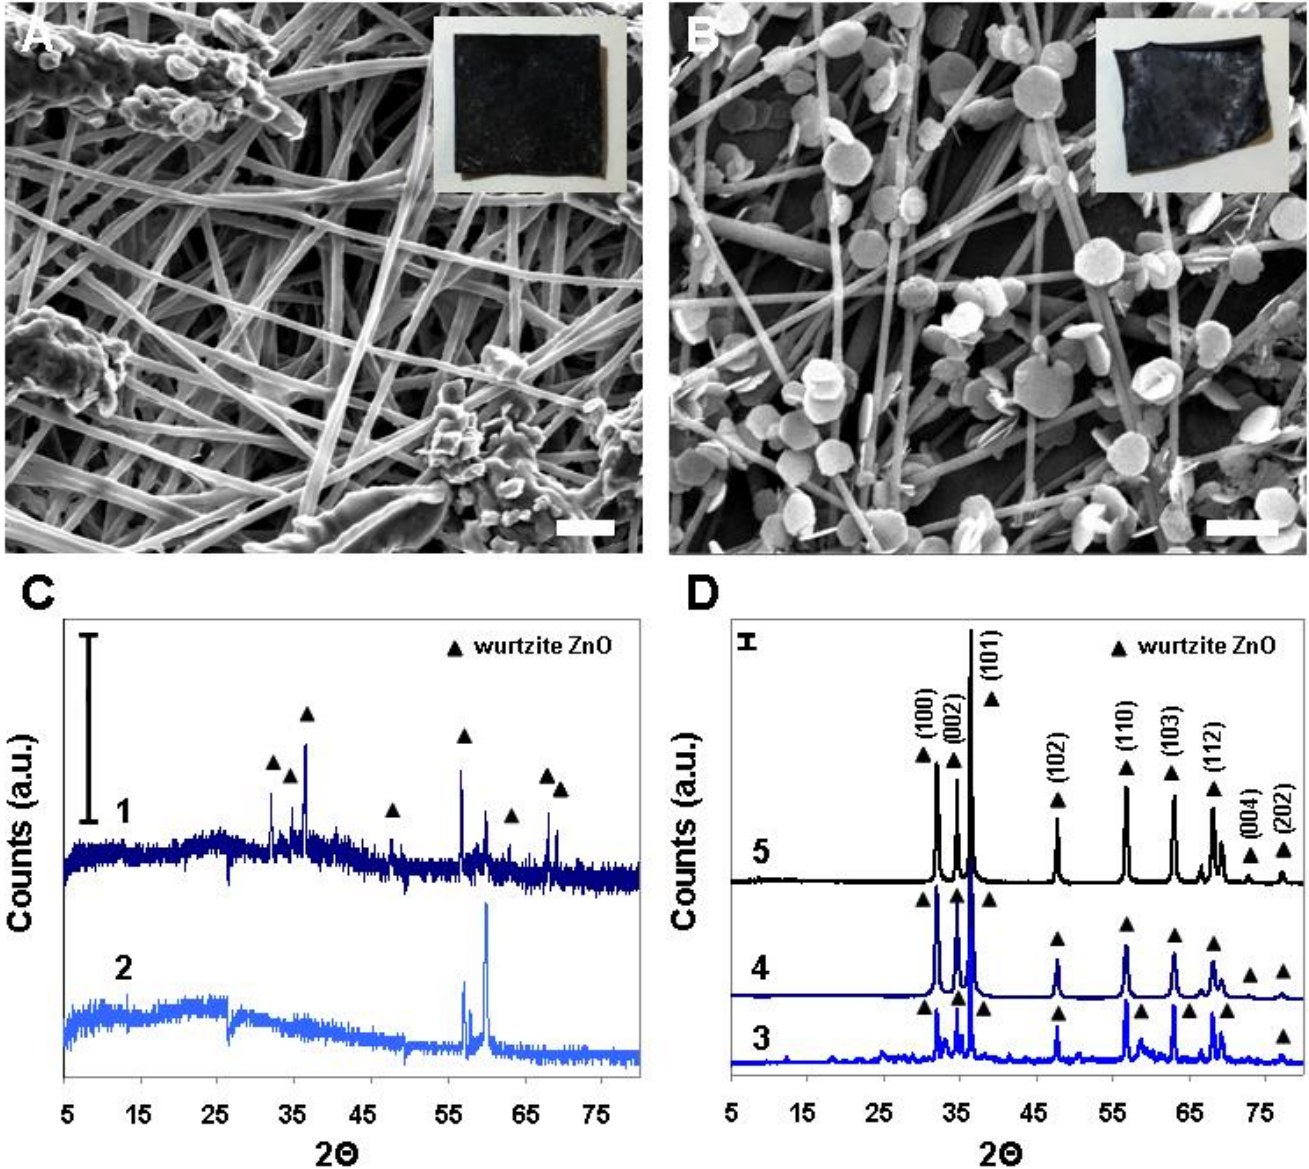 A
B
C
▲ wurtzite ZnO
1
2
Counts (a.u.)
5 15 25 35 45 55 65 75
2Θ
D
▲ wurtzite ZnO
(100)
(002)
(101)
(102)
(110)
(103)
(112)
(004)
(202)
5
4
3
Counts (a.u.)
5 15 25 35 45 55 65 75
2Θ